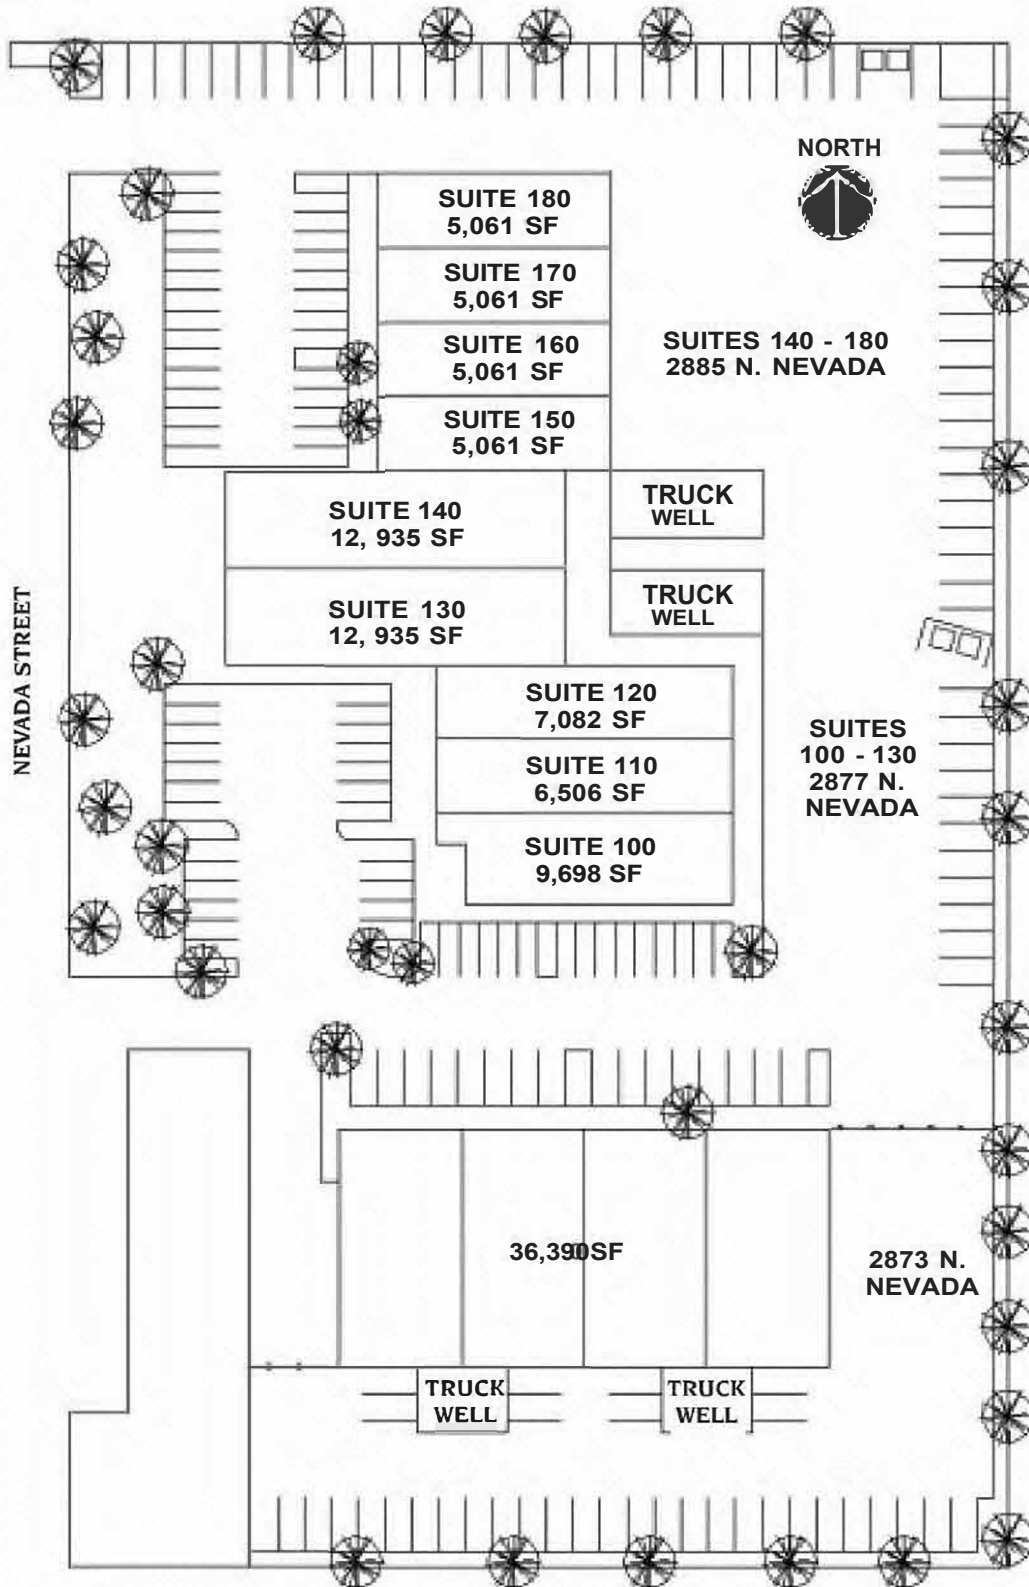 NORTH
SUITE 180
5,061 SF
SUITE 170
5,061 SF
SUITE 160
5,061 SF
SUITE 150
5,061 SF
SUITES 140 - 180
2885 N. NEVADA
SUITE 140
12, 935 SF
TRUCK
WELL
SUITE 130
12, 935 SF
TRUCK
WELL
NEVADA STREET
SUITE 120
7,082 SF
SUITE 110
6,506 SF
SUITE 100
9,698 SF
SUITES
100 - 130
2877 N.
NEVADA
36,390SF
2873 N.
NEVADA
TRUCK
WELL
TRUCK
WELL